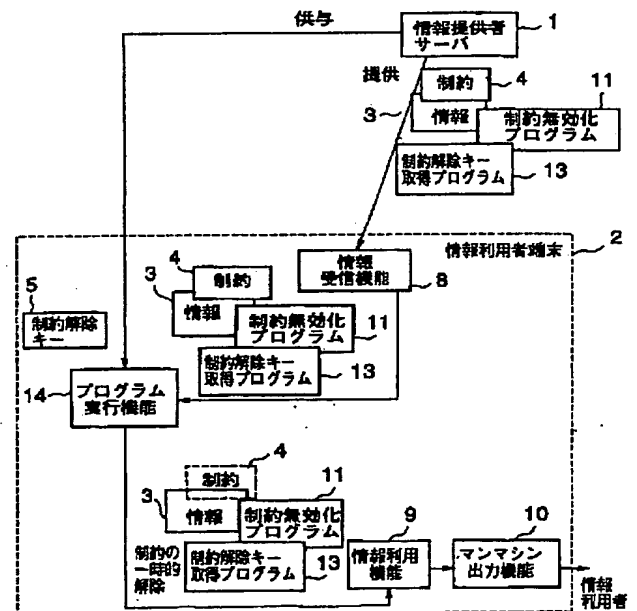 供与
情報提供者
サーバ
1
提供
制約
4
3
情報
11
制約無効化
プログラム
制約解除キー
取得プログラム
13
2
情報利用者端末
情報
受信機能
8
4
制約
3
情報
制約無効化
プログラム
11
制約解除キー
取得プログラム
13
5
制約解除
キー
14
プログラム
実行機能
4
制約
3
情報
11
制約無効化
プログラム
制約の
一時的
解除
制約解除キー
取得プログラム
13
9
情報利用
機能
10
マンマシン
出力機能
情報
利用者